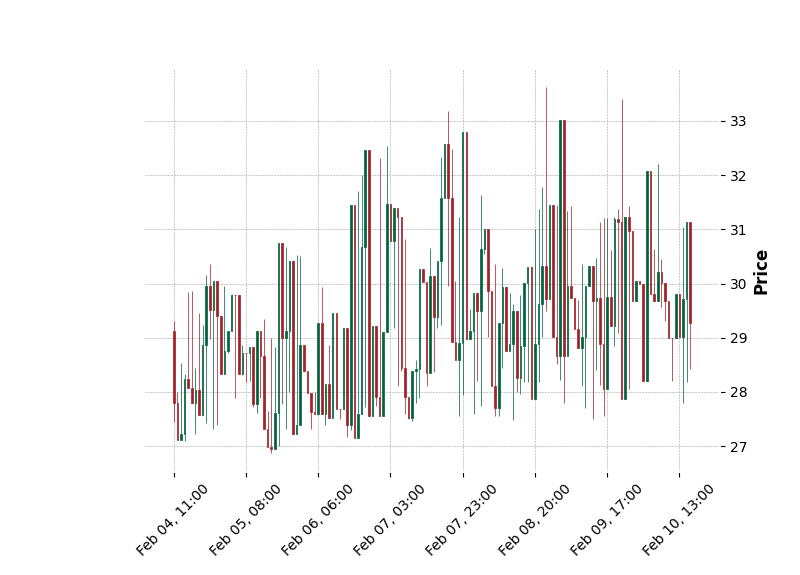 33
32
31
30
29
28
27
Price
Feb 04, 11:00
Feb 05, 08:00
Feb 06, 06:00
Feb 07, 03:00
Feb 07, 23:00
Feb 08, 20:00
Feb 09, 17:00
Feb 10, 13:00